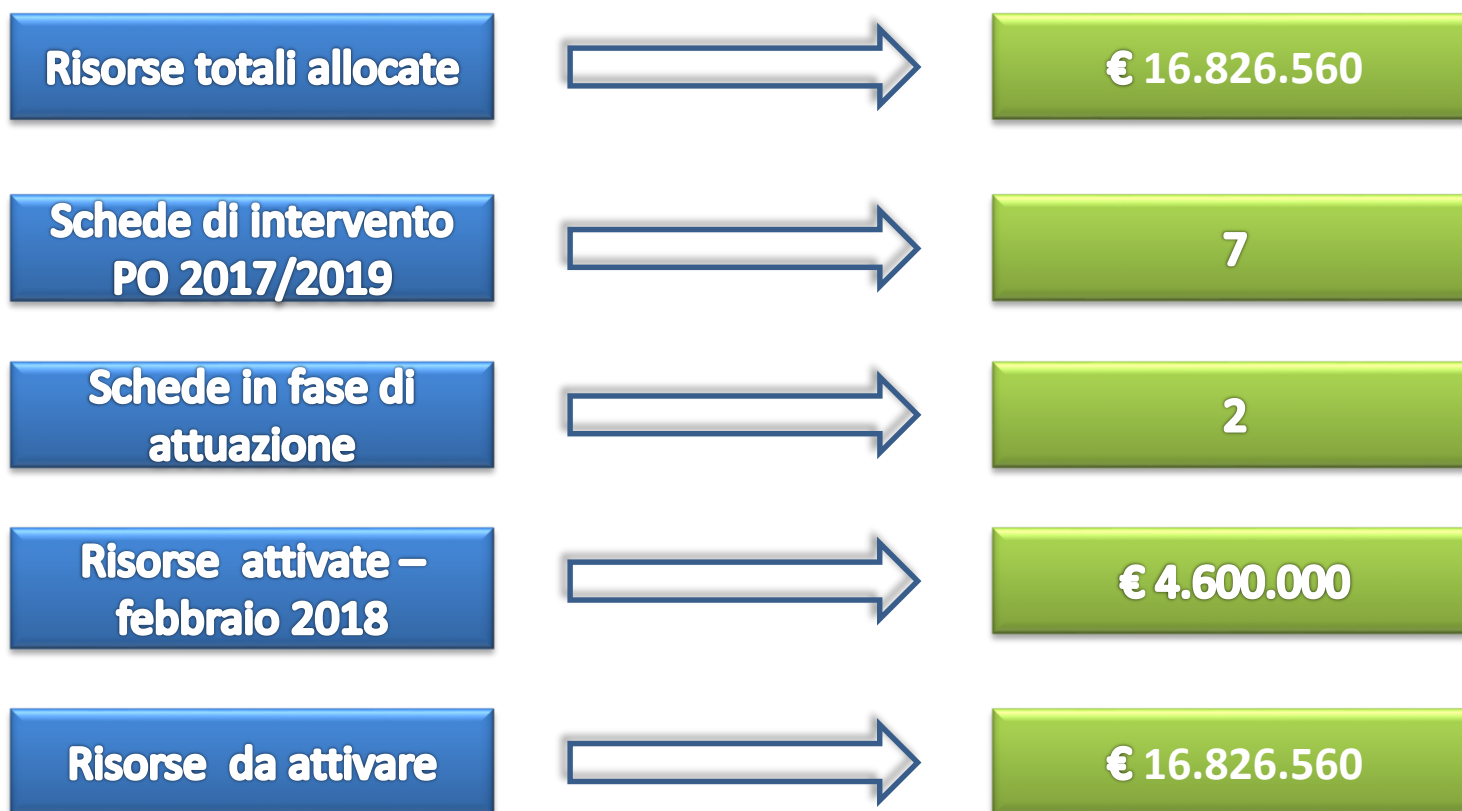 Risorse totali allocate
€ 16.826.560
Schede di intervento
PO 2017/2019
7
Schede in fase di
attuazione
2
Risorse attivate –
febbraio 2018
€ 4.600.000
Risorse da attivare
€ 16.826.560